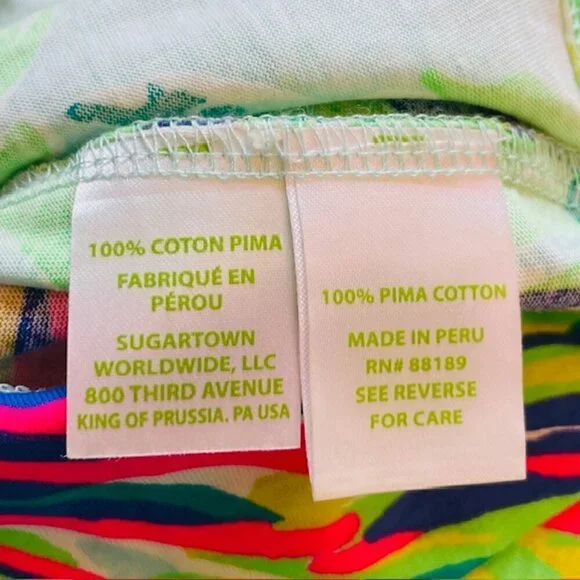 100% COTON PIMA
FABRIQUÉ EN
PÉROU
SUGARTOWN
WORLDWIDE, LLC
800 THIRD AVENUE
KING OF PRUSSIA. PA USA
100% PIMA COTTON
MADE IN PERU
RN# 88189
SEE REVERSE
FOR CARE